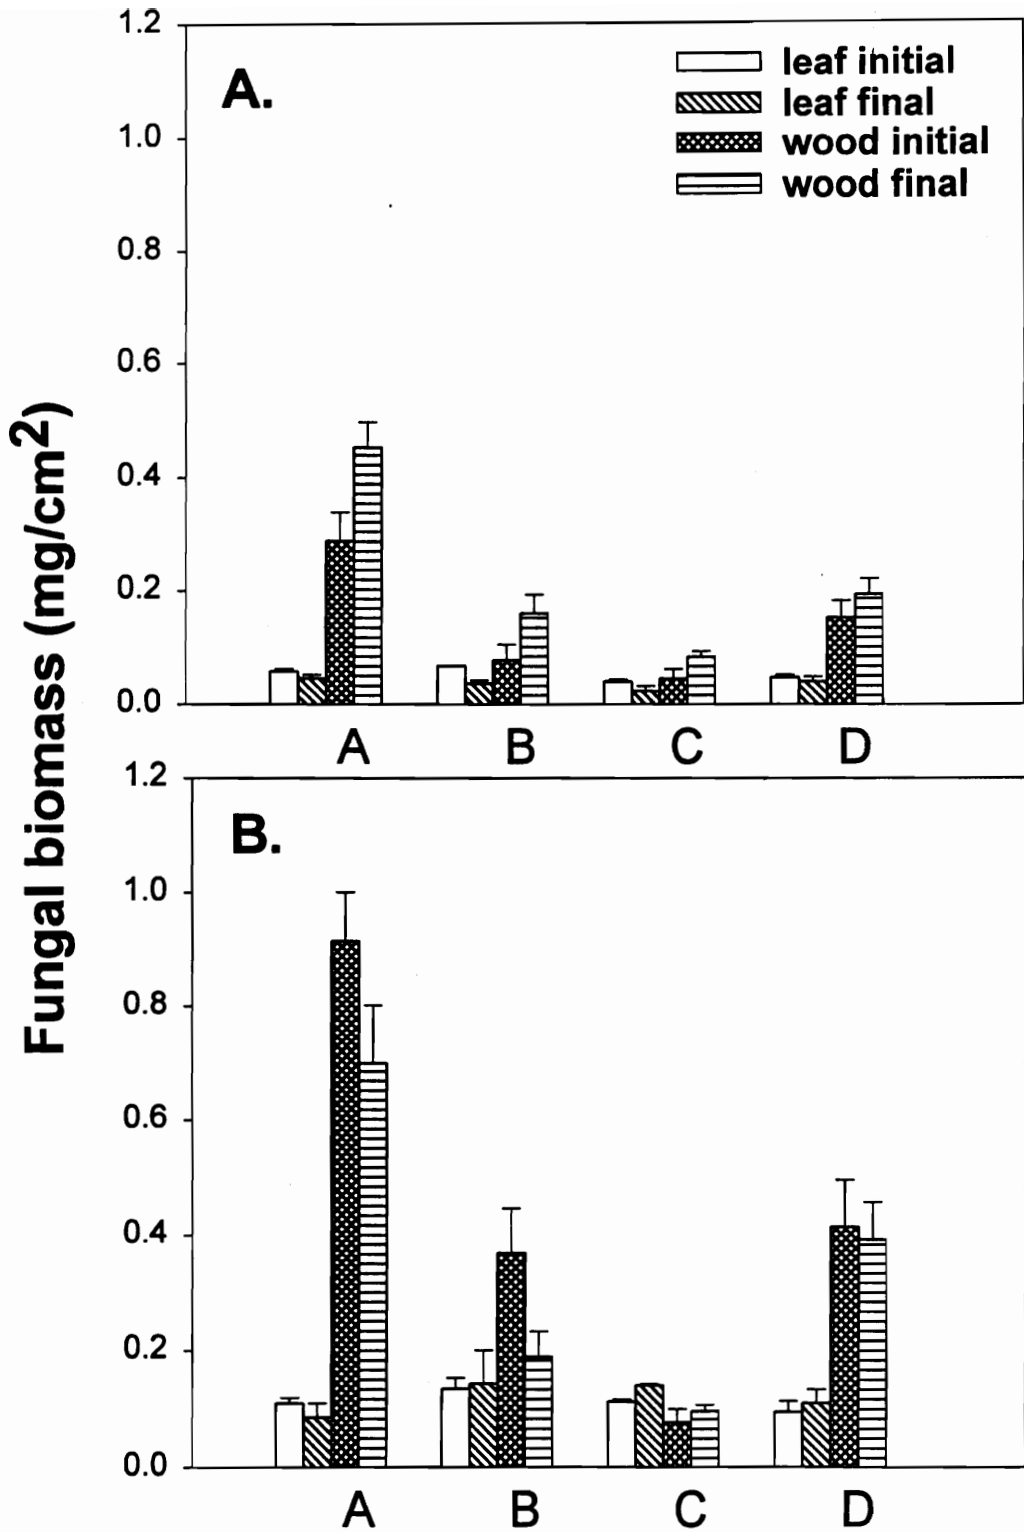 Fungal biomass (mg/cm2)
A.
leaf initial
leaf final
wood initial
wood final
1.2
1.0
0.8
0.6
0.4
0.2
0.0
A B C D
B.
1.2
1.0
0.8
0.6
0.4
0.2
0.0
A B C D